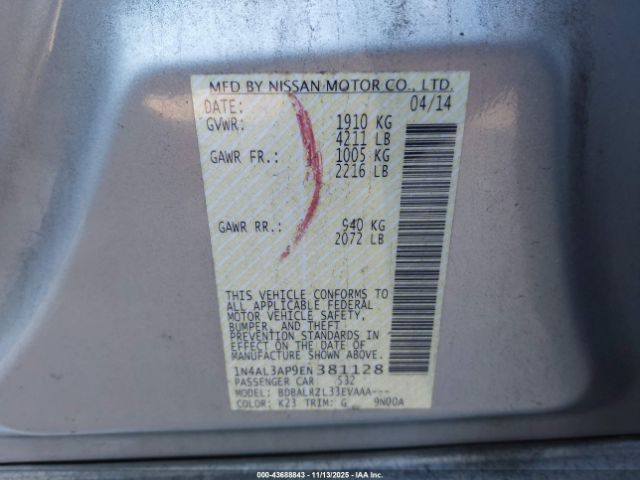 MFD BY NISSAN MOTOR CO., LTD.
DATE: 04/14
GVWR: 1910 KG
4211 LB
GAWR FR.: 1005 KG
2216 LB
GAWR RR.: 940 KG
2072 LB
THIS VEHICLE CONFORMS TO
ALL APPLICABLE FEDERAL
MOTOR VEHICLE SAFETY,
BUMPER, AND THEFT
PREVENTION STANDARDS IN
EFFECT ON THE DATE OF
MANUFACTURE SHOWN ABOVE.
1N4AL3AP9EN381128
PASSENGER CAR 532
MODEL: BDBALRZL33EVAAA---
COLOR: K23 TRIM: G 9N00A
000-43688843 - 11/13/2025 - IAAI, Inc.